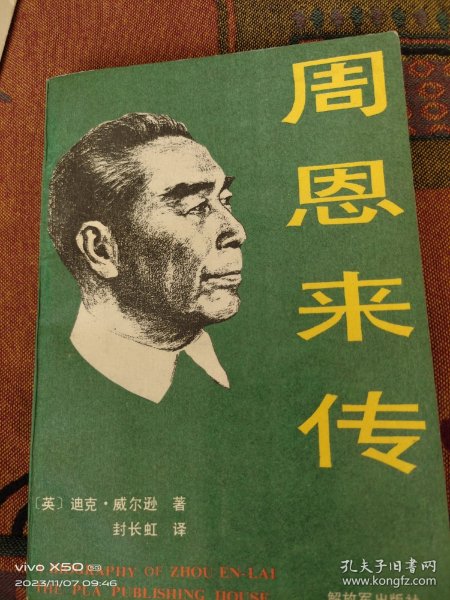 周恩来传
〔英〕迪克·威尔逊 著
封长虹 译
BIOGRAPHY OF ZHOU EN-LAI
THE PLA PUBLISHING HOUSE
解放军出版社
vivo X50
2023/11/07 09:46
孔夫子旧书网
www.kongfz.com